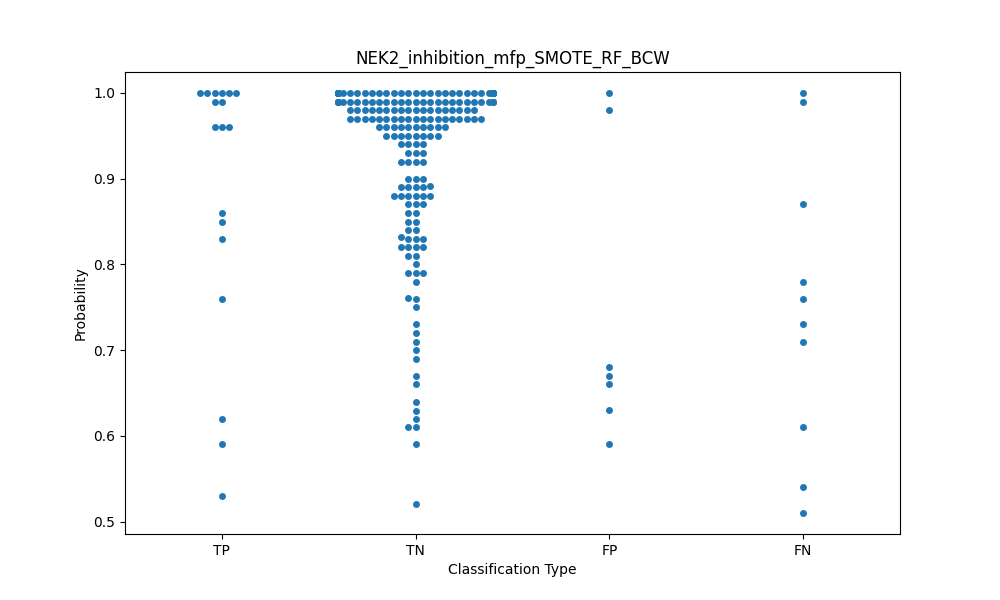 NEK2_inhibition_mfp_SMOTE_RF_BCW
Probability
1.0
0.9
0.8
0.7
0.6
0.5
TP TN FP FN
Classification Type